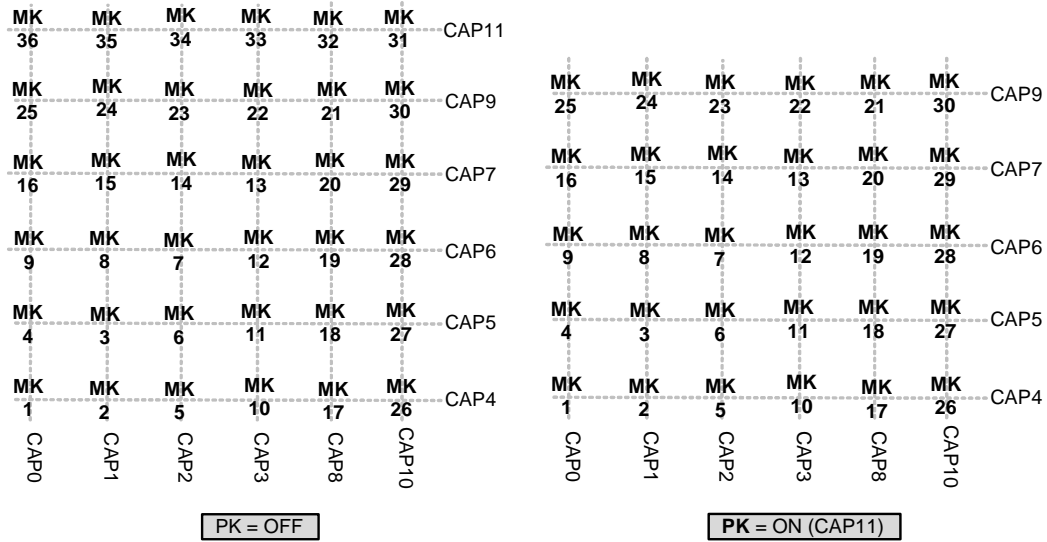 MK MK MK MK MK MK
36 35 34 33 32 31 CAP11
MK MK MK MK MK MK
25 24 23 22 21 30 CAP9
MK MK MK MK MK MK
16 15 14 13 20 29 CAP7
MK MK MK MK MK MK
9 8 7 12 19 28 CAP6
MK MK MK MK MK MK
4 3 6 11 18 27 CAP5
MK MK MK MK MK MK
1 2 5 10 17 26 CAP4
CAP0 CAP1 CAP2 CAP3 CAP8 CAP10
PK = OFF
MK MK MK MK MK MK
25 24 23 22 21 30 CAP9
MK MK MK MK MK MK
16 15 14 13 20 29 CAP7
MK MK MK MK MK MK
9 8 7 12 19 28 CAP6
MK MK MK MK MK MK
4 3 6 11 18 27 CAP5
MK MK MK MK MK MK
1 2 5 10 17 26 CAP4
CAP0 CAP1 CAP2 CAP3 CAP8 CAP10
PK = ON (CAP11)